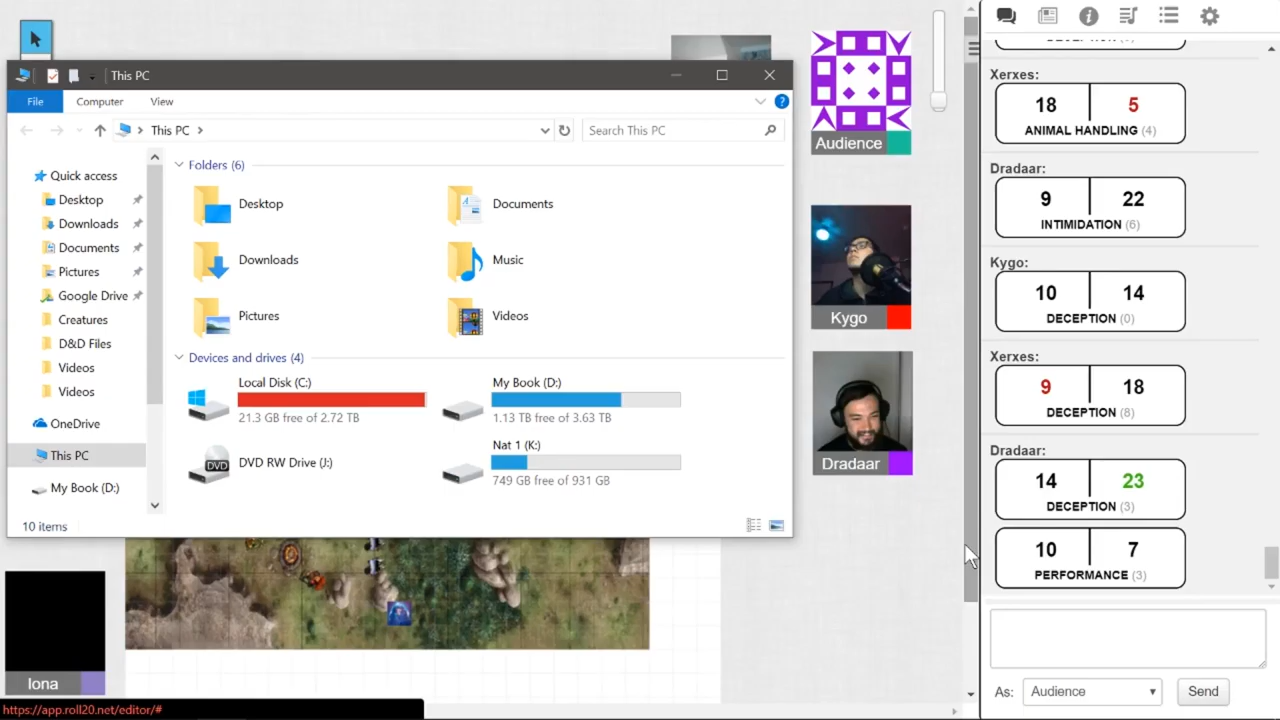 This PC
File
Computer
View
This PC
Search This PC
Quick access
Desktop
Downloads
Documents
Pictures
Google Drive
Creatures
D&D Files
Videos
Videos
OneDrive
This PC
My Book (D:)
Folders (6)
Desktop
Documents
Downloads
Music
Pictures
Videos
Devices and drives (4)
Local Disk (C:)
21.3 GB free of 2.72 TB
My Book (D:)
1.13 TB free of 3.63 TB
DVD
DVD RW Drive (J:)
Nat 1 (K:)
749 GB free of 931 GB
10 items
Iona
https://app.roll20.net/editor/#
Audience
Kygo
Dradaar
Xerxes:
18 5
ANIMAL HANDLING (4)
Dradaar:
9 22
INTIMIDATION (6)
Kygo:
10 14
DECEPTION (0)
Xerxes:
9 18
DECEPTION (8)
Dradaar:
14 23
DECEPTION (3)
10 7
PERFORMANCE (3)
As: Audience Send